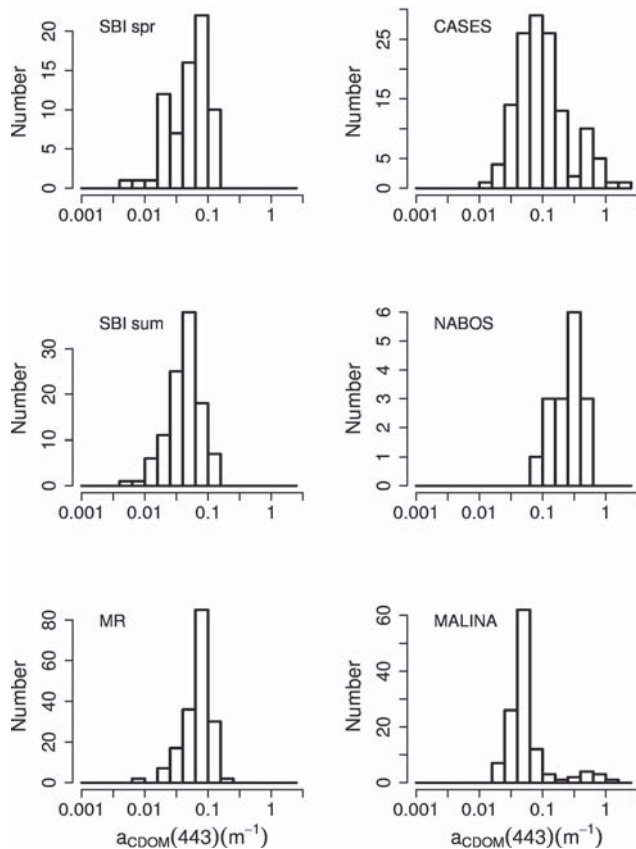 SBI spr
Number
0 5 10 15 20
0.001 0.01 0.1 1
CASES
Number
0 5 15 25
0.001 0.01 0.1 1
SBI sum
Number
0 10 20 30
0.001 0.01 0.1 1
NABOS
Number
0 1 2 3 4 5 6
0.001 0.01 0.1 1
MR
Number
0 20 40 60 80
0.001 0.01 0.1 1
aCDOM(443)(m⁻¹)
MALINA
Number
0 20 40 60
0.001 0.01 0.1 1
aCDOM(443)(m⁻¹)